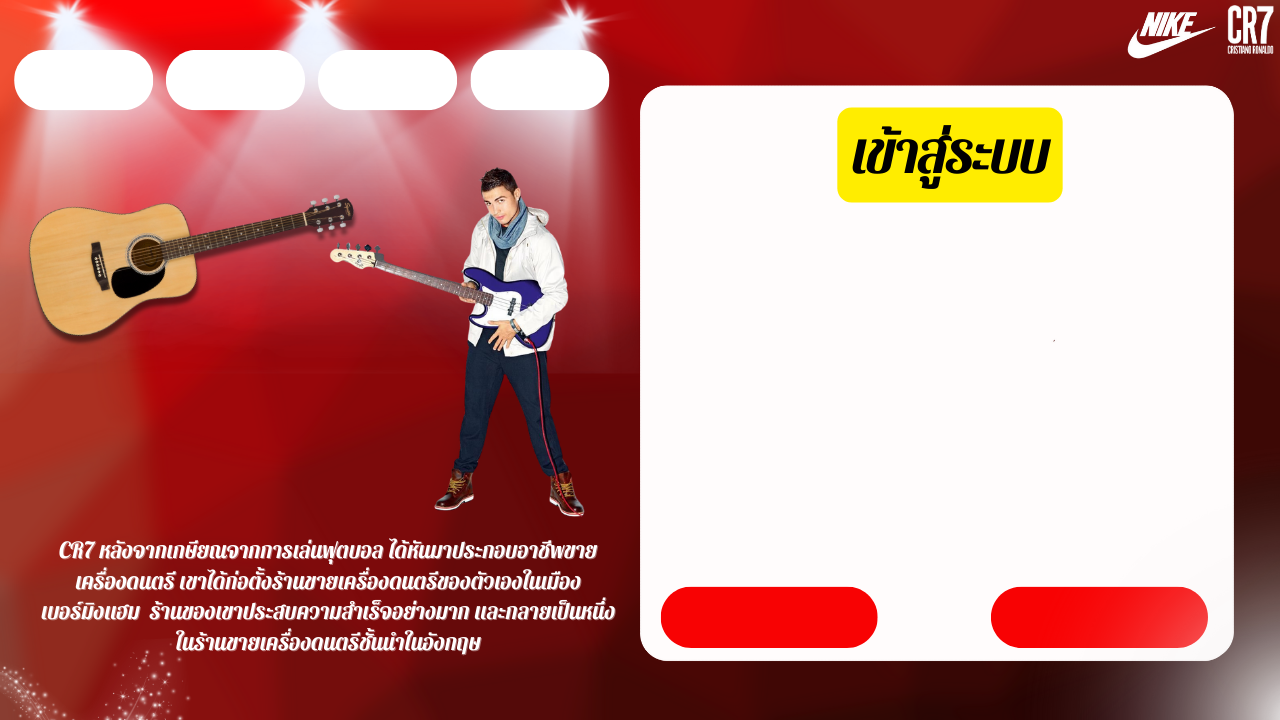 NIKE
CR7
CRISTIANO RONALDO
เข้าสู่ระบบ
CR7 หลังจากเกษียณจากการเล่นฟุตบอล ได้หันมาประกอบอาชีพขาย
เครื่องดนตรี เขาได้ก่อตั้งร้านขายเครื่องดนตรีของตัวเองในเมือง
เบอร์มิงแฮม ร้านของเขาประสบความสำเร็จอย่างมาก และกลายเป็นหนึ่ง
ในร้านขายเครื่องดนตรีชั้นนำในอังกฤษ